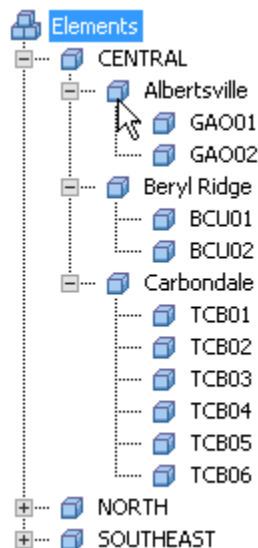 Elements
CENTRAL
Albertsville
GAO01
GAO02
Beryl Ridge
BCU01
BCU02
Carbondale
TCB01
TCB02
TCB03
TCB04
TCB05
TCB06
NORTH
SOUTHEAST